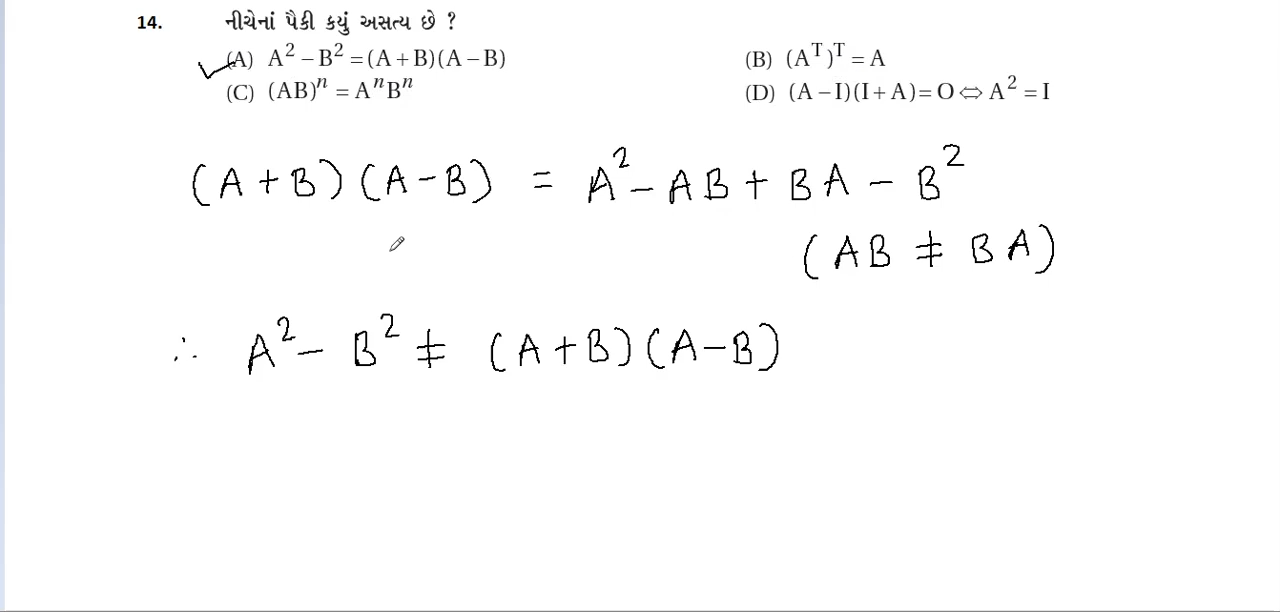 14. નીચેનાં પૈકી કયું અસત્ય છે ?
(A) A² – B² = (A + B)(A – B) (B) (Aᵀ)ᵀ = A
(C) (AB)ⁿ = AⁿBⁿ (D) (A – I)(I + A) = O ⇔ A² = I
(A + B) (A – B) = A² – AB + BA – B²
(AB ≠ BA)
∴ A² – B² ≠ (A + B) (A – B)